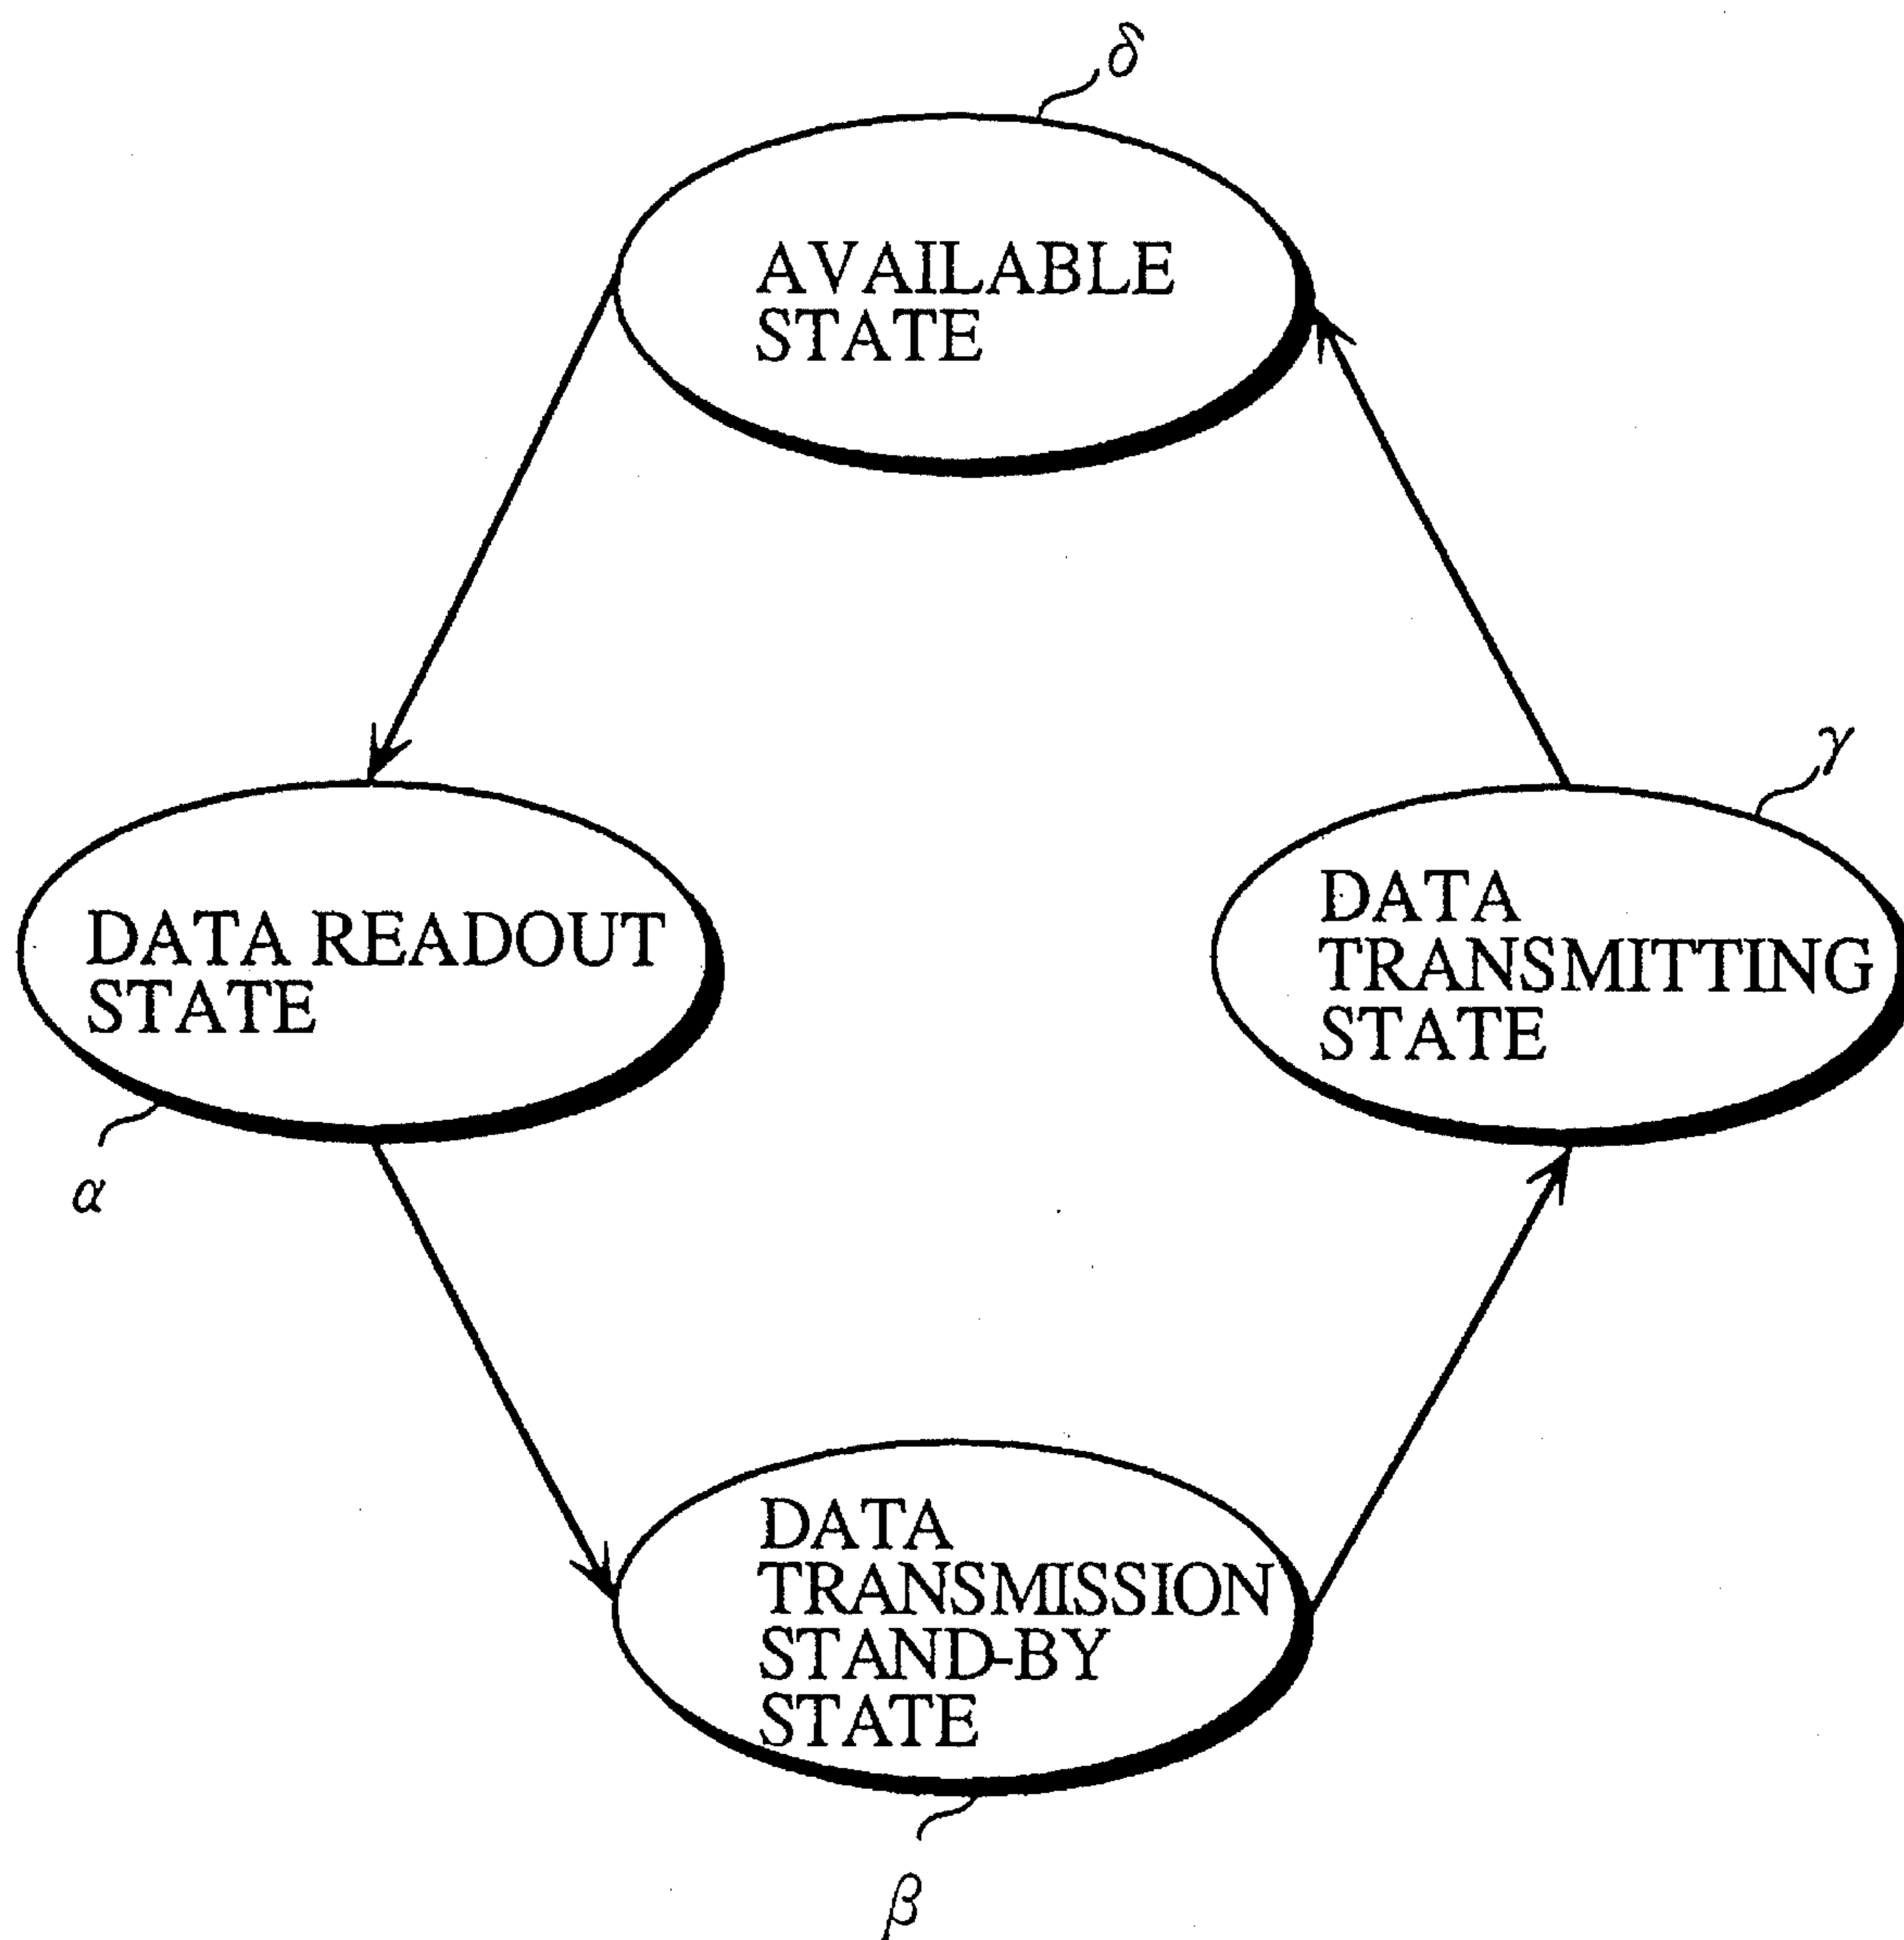 δ
AVAILABLE
STATE
γ
DATA READOUT
STATE
DATA
TRANSMITTING
STATE
α
DATA
TRANSMISSION
STAND-BY
STATE
β